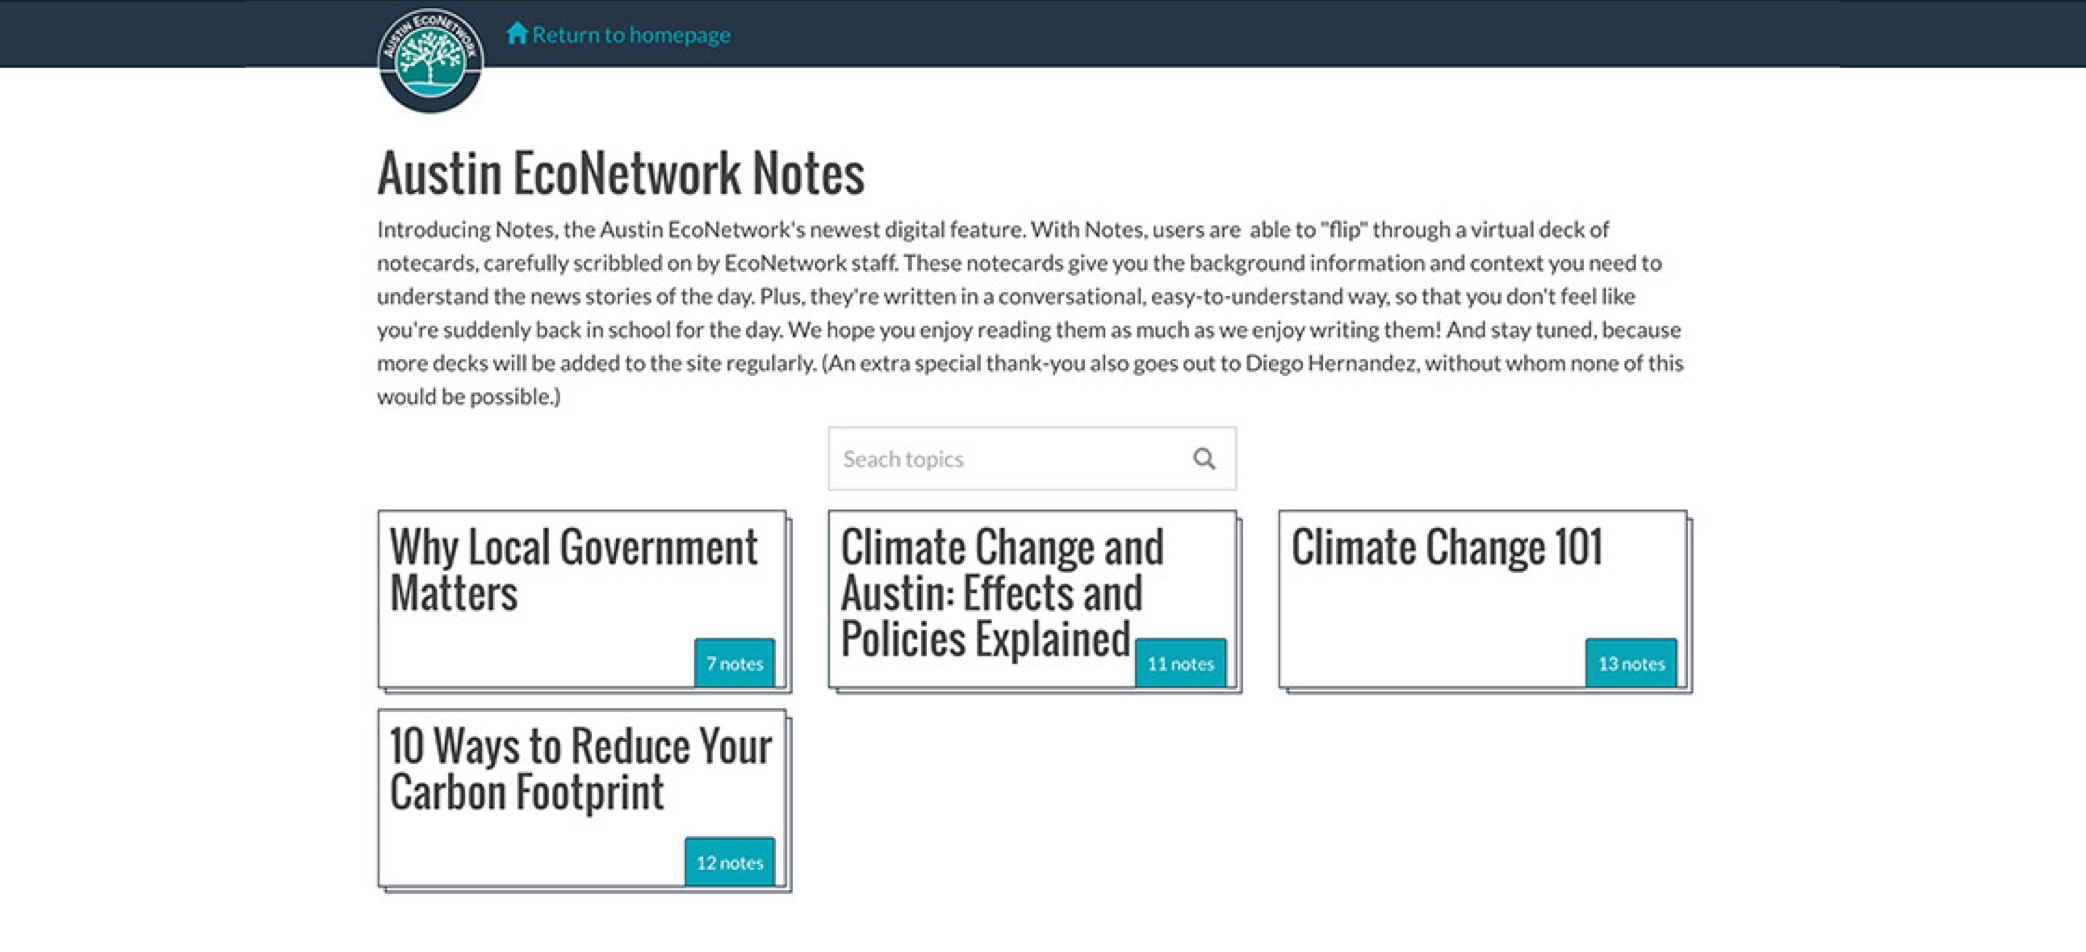 AUSTIN ECONETWORK
Return to homepage
Austin EcoNetwork Notes
Introducing Notes, the Austin EcoNetwork's newest digital feature. With Notes, users are able to "flip" through a virtual deck of
notecards, carefully scribbled on by EcoNetwork staff. These notecards give you the background information and context you need to
understand the news stories of the day. Plus, they're written in a conversational, easy-to-understand way, so that you don't feel like
you're suddenly back in school for the day. We hope you enjoy reading them as much as we enjoy writing them! And stay tuned, because
more decks will be added to the site regularly. (An extra special thank-you also goes out to Diego Hernandez, without whom none of this
would be possible.)
Seach topics
Why Local Government
Matters
7 notes
Climate Change and
Austin: Effects and
Policies Explained
11 notes
Climate Change 101
13 notes
10 Ways to Reduce Your
Carbon Footprint
12 notes